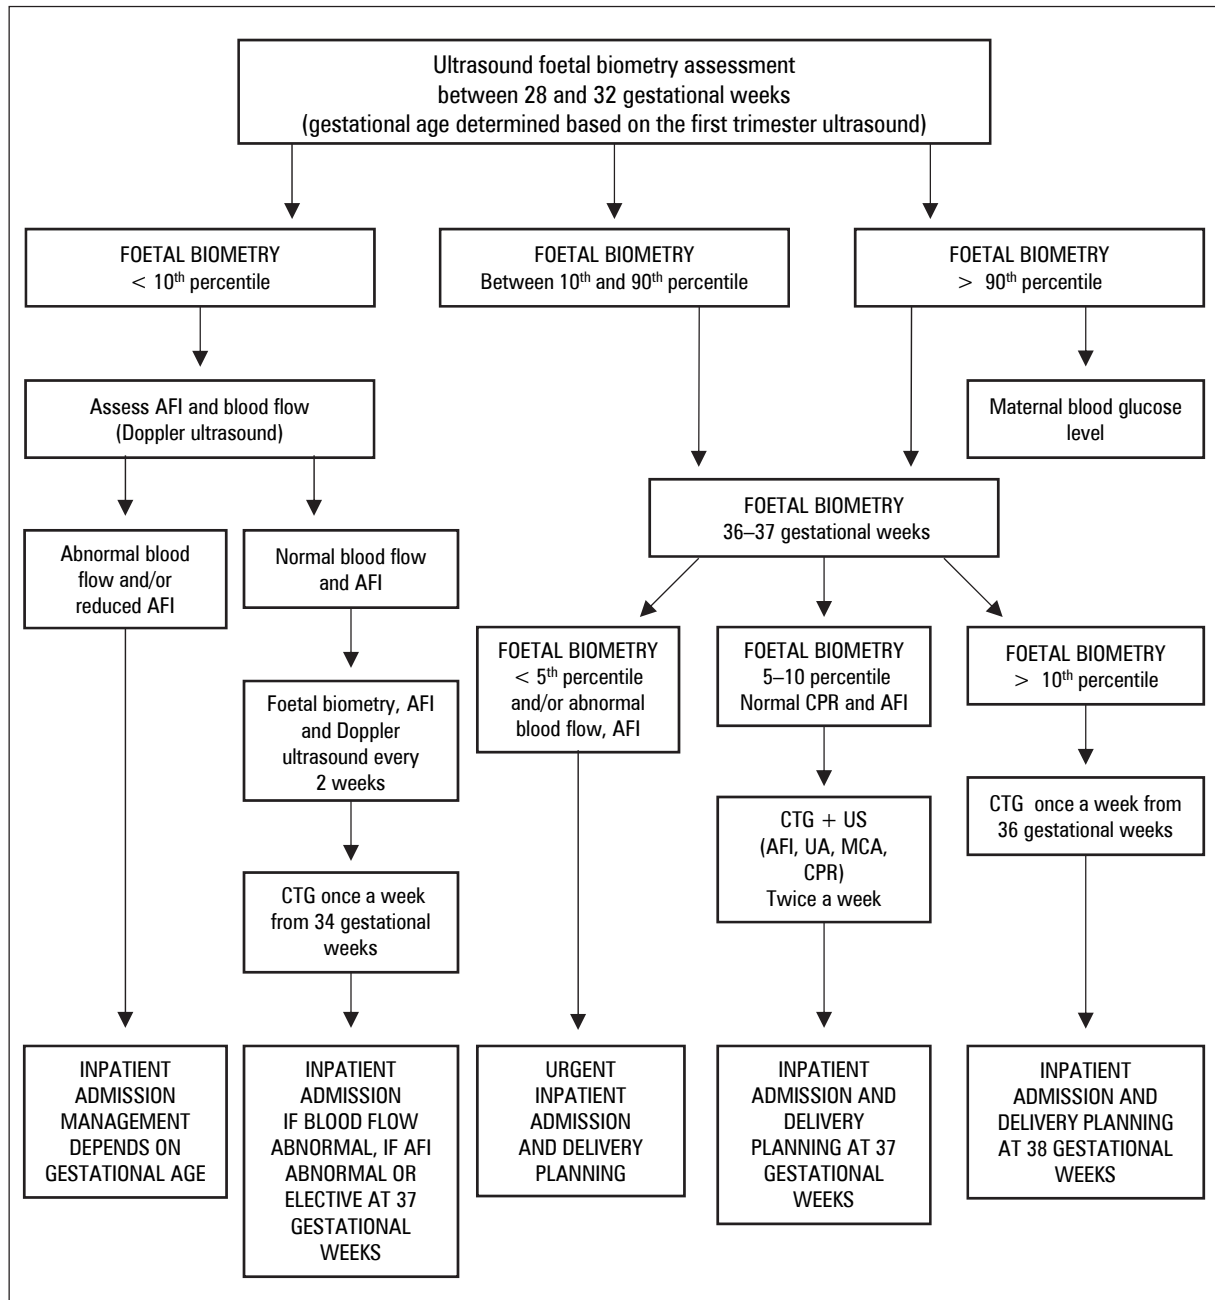 Ultrasound foetal biometry assessment
between 28 and 32 gestational weeks
(gestational age determined based on the first trimester ultrasound)
FOETAL BIOMETRY
< 10th percentile
FOETAL BIOMETRY
Between 10th and 90th percentile
FOETAL BIOMETRY
> 90th percentile
Assess AFI and blood flow
(Doppler ultrasound)
Maternal blood glucose
level
FOETAL BIOMETRY
36–37 gestational weeks
Abnormal blood
flow and/or
reduced AFI
Normal blood flow
and AFI
FOETAL BIOMETRY
< 5th percentile
and/or abnormal
blood flow, AFI
FOETAL BIOMETRY
5–10 percentile
Normal CPR and AFI
FOETAL BIOMETRY
> 10th percentile
Foetal biometry, AFI
and Doppler
ultrasound every
2 weeks
CTG + US
(AFI, UA, MCA,
CPR)
Twice a week
CTG once a week from
36 gestational weeks
CTG once a week
from 34 gestational
weeks
INPATIENT
ADMISSION
MANAGEMENT
DEPENDS ON
GESTATIONAL AGE
INPATIENT
ADMISSION
IF BLOOD FLOW
ABNORMAL, IF AFI
ABNORMAL OR
ELECTIVE AT 37
GESTATIONAL
WEEKS
URGENT
INPATIENT
ADMISSION
AND DELIVERY
PLANNING
INPATIENT
ADMISSION AND
DELIVERY
PLANNING AT 37
GESTATIONAL
WEEKS
INPATIENT
ADMISSION AND
DELIVERY PLANNING
AT 38 GESTATIONAL
WEEKS